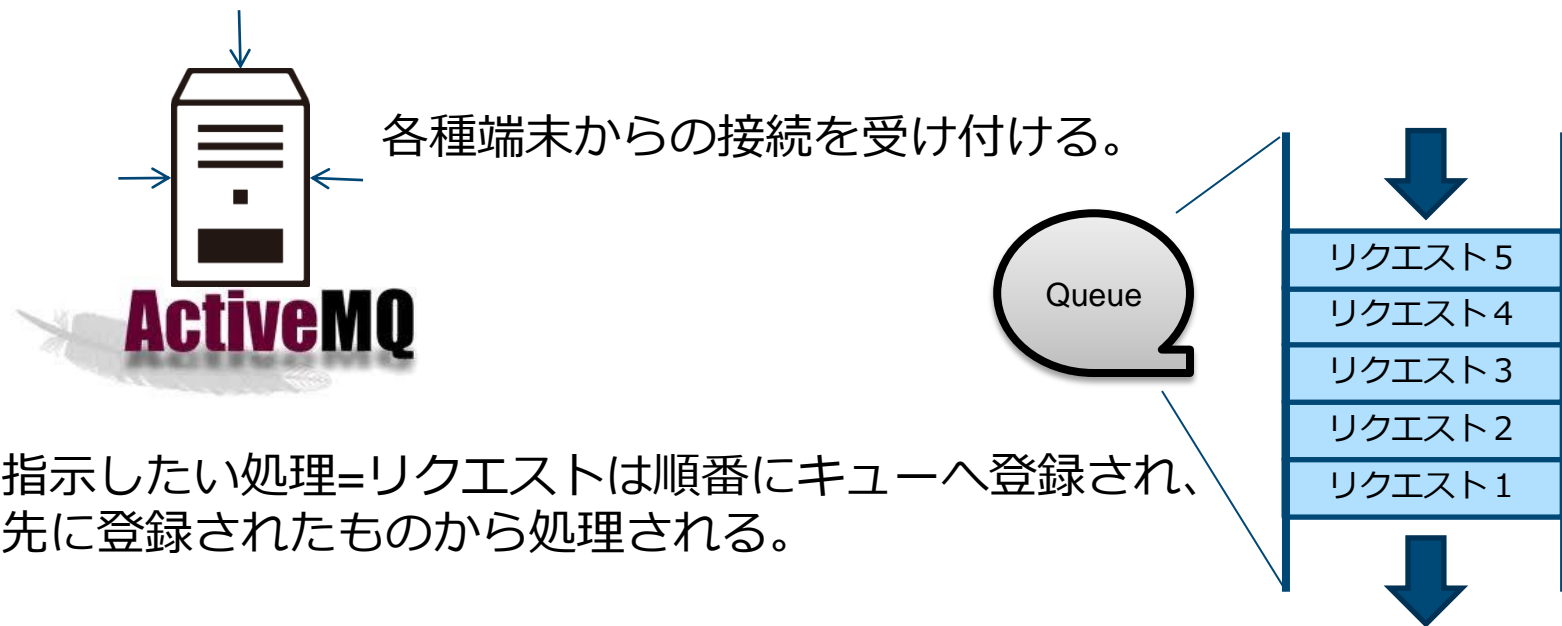 各種端末からの接続を受け付ける。
ActiveMQ
Queue
リクエスト５
リクエスト４
リクエスト３
リクエスト２
リクエスト１
指示したい処理=リクエストは順番にキューへ登録され、
先に登録されたものから処理される。